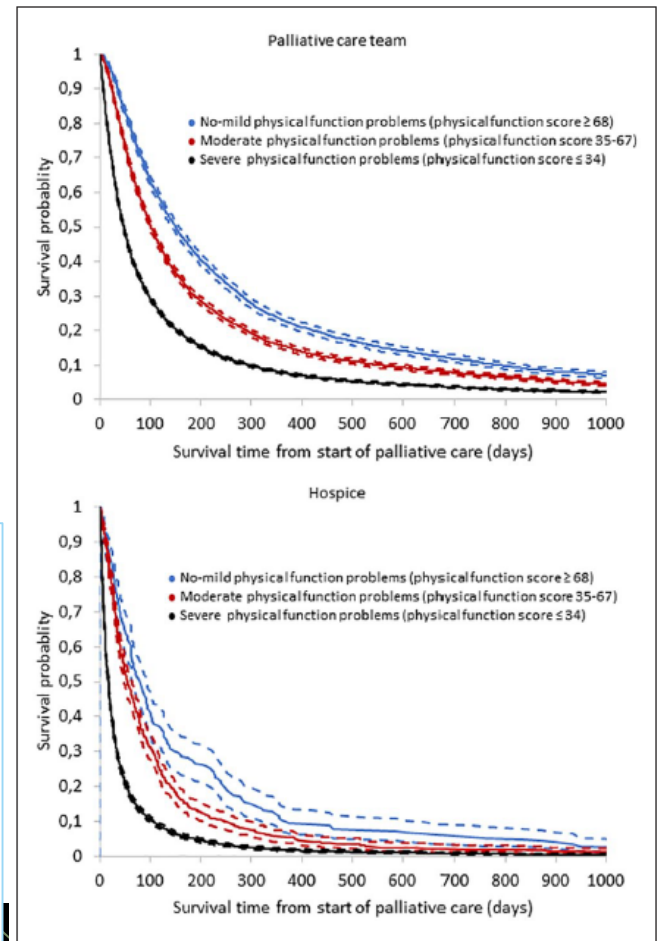 Palliative care team
1
0,9
0,8
0,7
0,6
0,5
0,4
0,3
0,2
0,1
0
Survival probablity
• No-mild physical function problems (physical function score ≥ 68)
• Moderate physical function problems (physical function score 35-67)
• Severe physical function problems (physical function score ≤ 34)
0 100 200 300 400 500 600 700 800 900 1000
Survival time from start of palliative care (days)
Hospice
1
0,9
0,8
0,7
0,6
0,5
0,4
0,3
0,2
0,1
0
Survival probablity
• No-mild physical function problems (physical function score ≥ 68)
• Moderate physical function problems (physical function score 35-67)
• Severe physical function problems (physical function score ≤ 34)
0 100 200 300 400 500 600 700 800 900 1000
Survival time from start of palliative care (days)